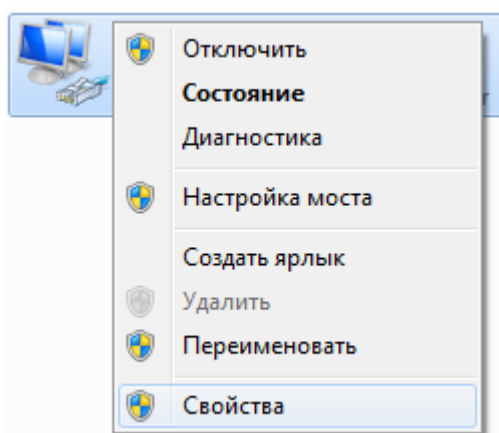 Отключить
Состояние
Диагностика
Настройка моста
Создать ярлык
Удалить
Переименовать
Свойства